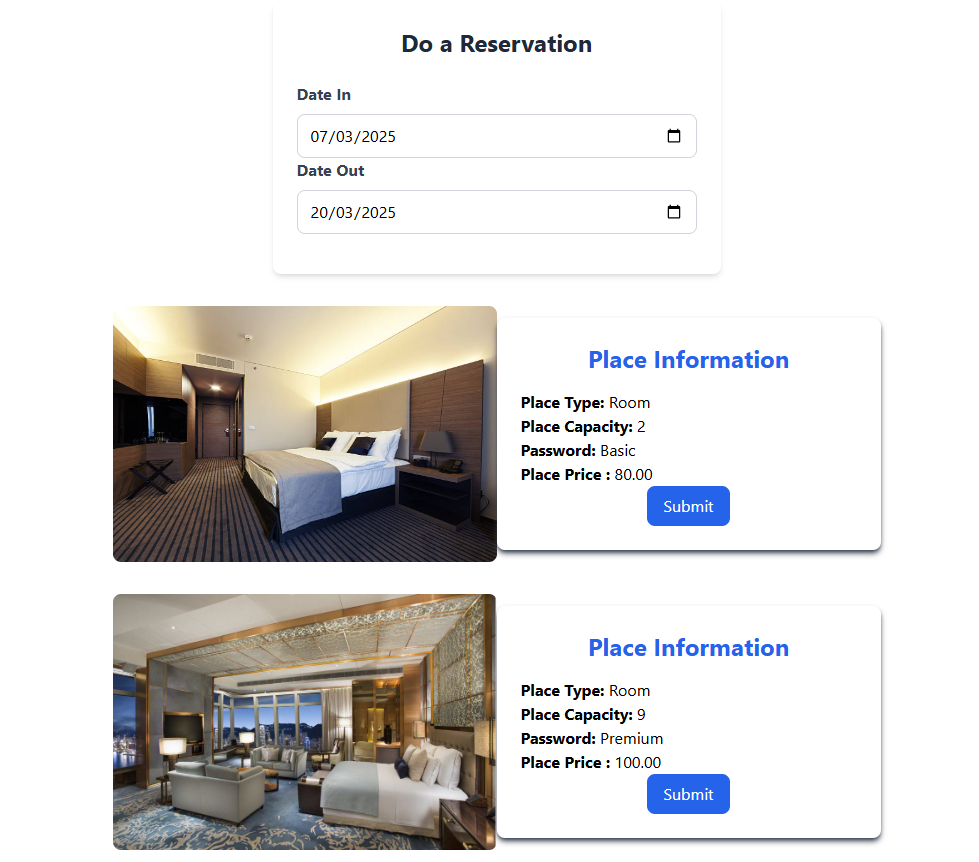 Do a Reservation
Date In
07/03/2025
Date Out
20/03/2025
Place Information
Place Type: Room
Place Capacity: 2
Password: Basic
Place Price : 80.00
Submit
Place Information
Place Type: Room
Place Capacity: 9
Password: Premium
Place Price : 100.00
Submit